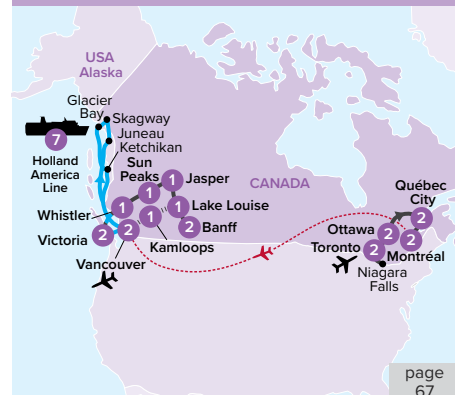 USA
Alaska
Glacier
Bay
Skagway
Juneau
Ketchikan
7
Holland
America
Line
Sun
Peaks
1
1
Jasper
CANADA
Whistler
1
1
1
Lake Louise
Victoria
2
2
2
Banff
Kamloops
Vancouver
Québec
City
2
Ottawa
2
2
Toronto
2
Montréal
Niagara
Falls
page
67